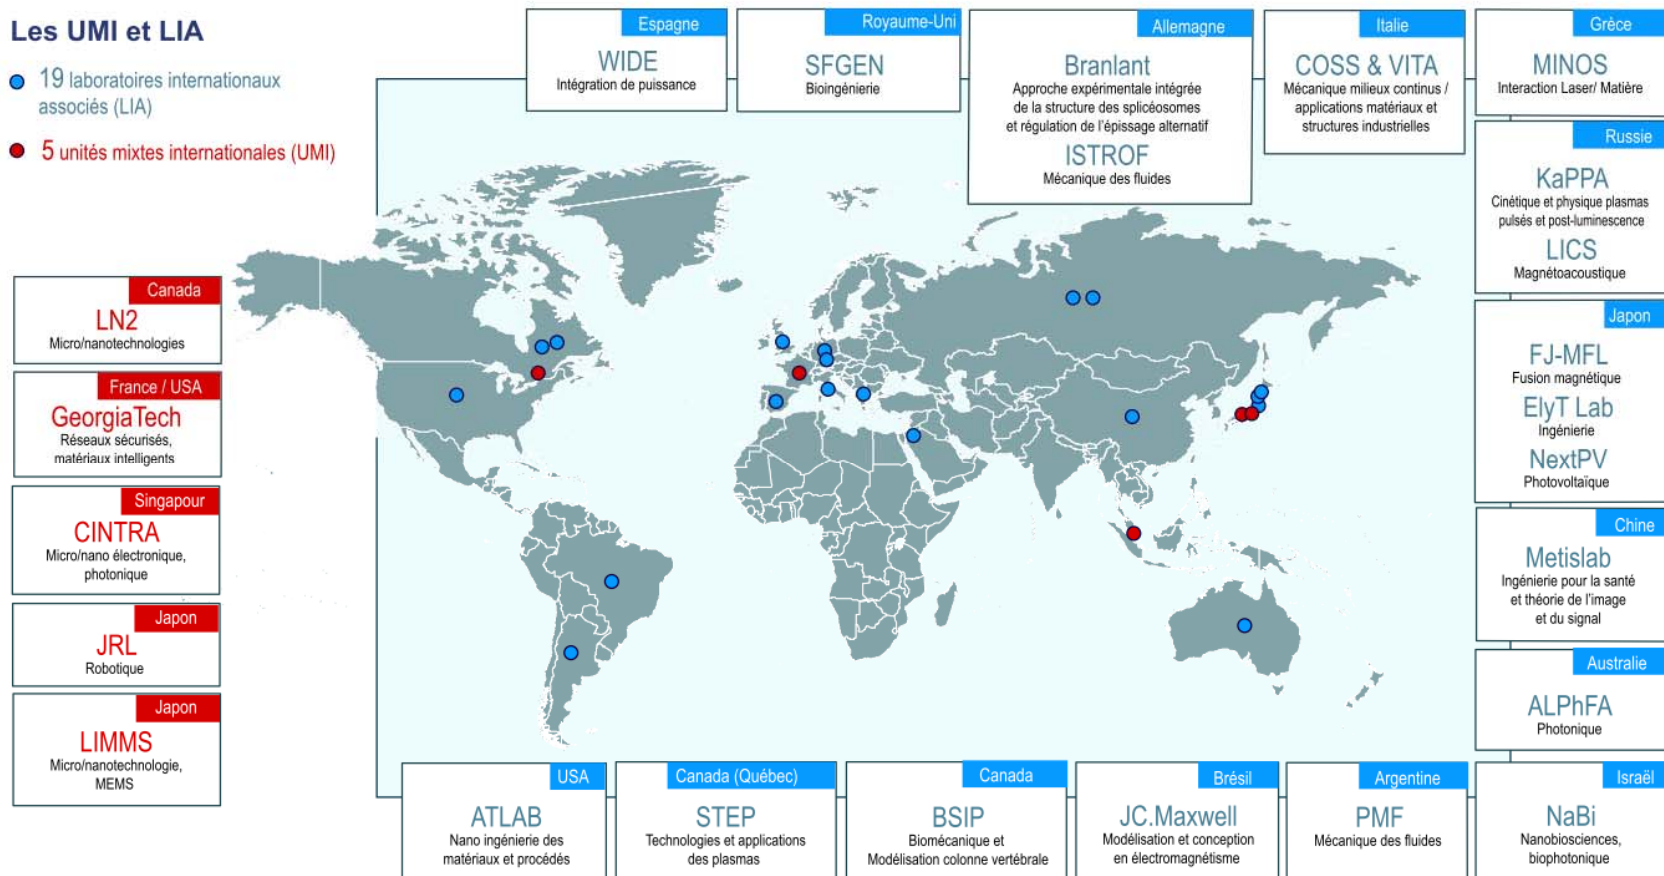 Les UMI et LIA
19 laboratoires internationaux
associés (LIA)
5 unités mixtes internationales (UMI)
Espagne
WIDE
Intégration de puissance
Royaume-Uni
SFGEN
Bioingénierie
Allemagne
Branlant
Approche expérimentale intégrée
de la structure des splicéosomes
et régulation de l'épissage alternatif
ISTROF
Mécanique des fluides
Italie
COSS & VITA
Mécanique milieux continus /
applications matériaux et
structures industrielles
Grèce
MINOS
Interaction Laser/ Matière
Russie
KaPPA
Cinétique et physique plasmas
pulsés et post-luminescence
LICS
Magnétoacoustique
Japon
FJ-MFL
Fusion magnétique
ElyT Lab
Ingénierie
NextPV
Photovoltaïque
Chine
Metislab
Ingénierie pour la santé
et théorie de l'image
et du signal
Australie
ALPhFA
Photonique
Canada
LN2
Micro/nanotechnologies
France / USA
GeorgiaTech
Réseaux sécurisés,
matériaux intelligents
Singapour
CINTRA
Micro/nano électronique,
photonique
Japon
JRL
Robotique
Japon
LIMMS
Micro/nanotechnologie,
MEMS
USA
ATLAB
Nano ingénierie des
matériaux et procédés
Canada (Québec)
STEP
Technologies et applications
des plasmas
Canada
BSIP
Biomécanique et
Modélisation colonne vertébrale
Brésil
JC.Maxwell
Modélisation et conception
en électromagnétisme
Argentine
PMF
Mécanique des fluides
Israël
NaBi
Nanobiosciences,
biophotonique